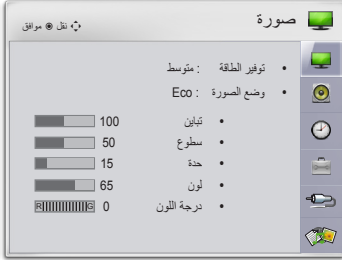 صورة
نقل موافق
• توفير الطاقة : متوسط
• وضع الصورة : Eco
• تباين 100
• سطوع 50
• حدة 15
• لون 65
• درجة اللون 0 R G